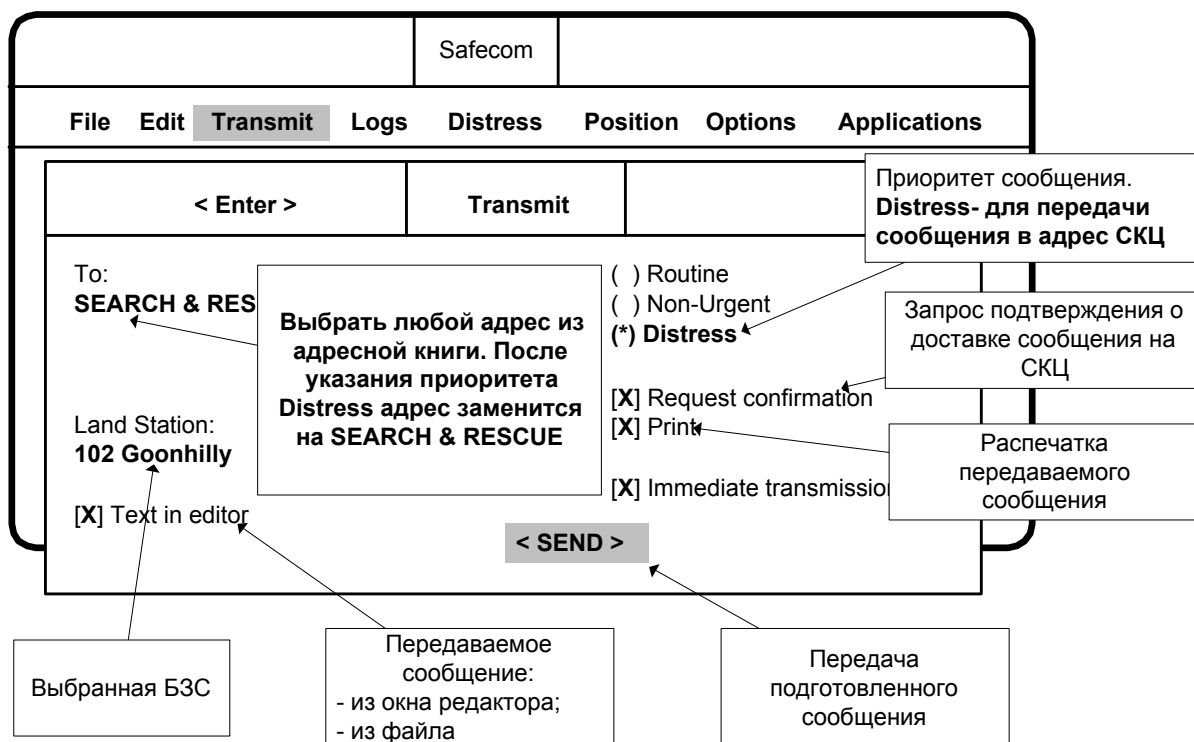 Safecom
File Edit Transmit Logs Distress Position Options Applications
< Enter > Transmit
Приоритет сообщения.
Distress- для передачи
сообщения в адрес СКЦ
To:
SEARCH & RES
Выбрать любой адрес из
адресной книги. После
указания приоритета
Distress адрес заменится
на SEARCH & RESCUE
( ) Routine
( ) Non-Urgent
(*) Distress
Запрос подтверждения о
доставке сообщения на
СКЦ
[X] Request confirmation
[X] Print
Land Station:
102 Goonhilly
Распечатка
передаваемого
сообщения
[X] Immediate transmission
[X] Text in editor
< SEND >
Выбранная БЗС
Передаваемое
сообщение:
- из окна редактора;
- из файла
Передача
подготовленного
сообщения